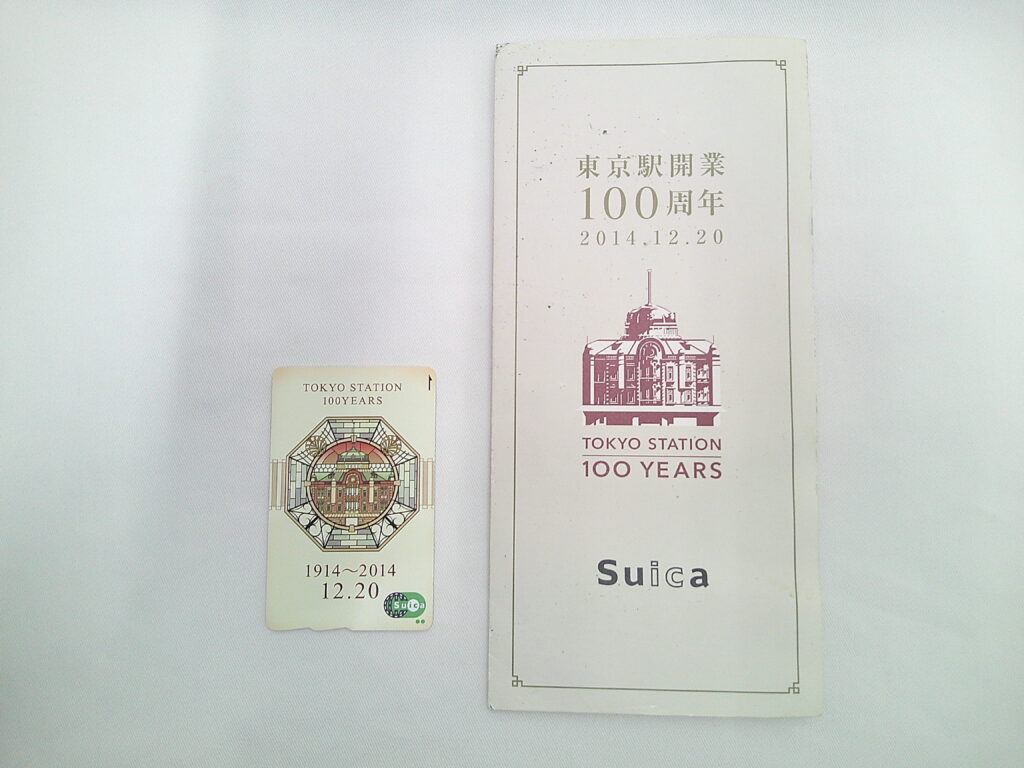 TOKYO STATION
100YEARS
1914～2014
12.20
Suica
東京駅開業
100周年
2014.12.20
TOKYO STATION
100 YEARS
Suica